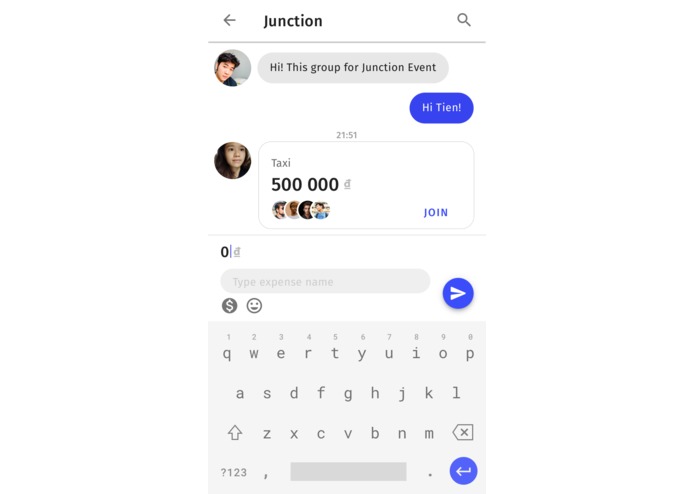 Junction
Hi! This group for Junction Event
Hi Tien!
21:51
Taxi
500 000 ₫
JOIN
0 ₫
Type expense name
$
1 2 3 4 5 6 7 8 9 0
q w e r t y u i o p
a s d f g h j k l
z x c v b n m
?123 , .